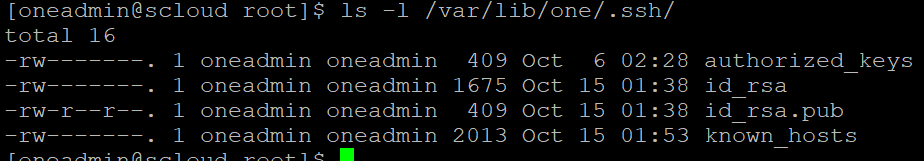 [oneadmin@scloud root]$ ls -l /var/lib/one/.ssh/
total 16
-rw-------. 1 oneadmin oneadmin  409 Oct  6 02:28 authorized_keys
-rw-------. 1 oneadmin oneadmin 1675 Oct 15 01:38 id_rsa
-rw-r--r--. 1 oneadmin oneadmin  409 Oct 15 01:38 id_rsa.pub
-rw-------. 1 oneadmin oneadmin 2013 Oct 15 01:53 known_hosts
[oneadmin@scloud root]$